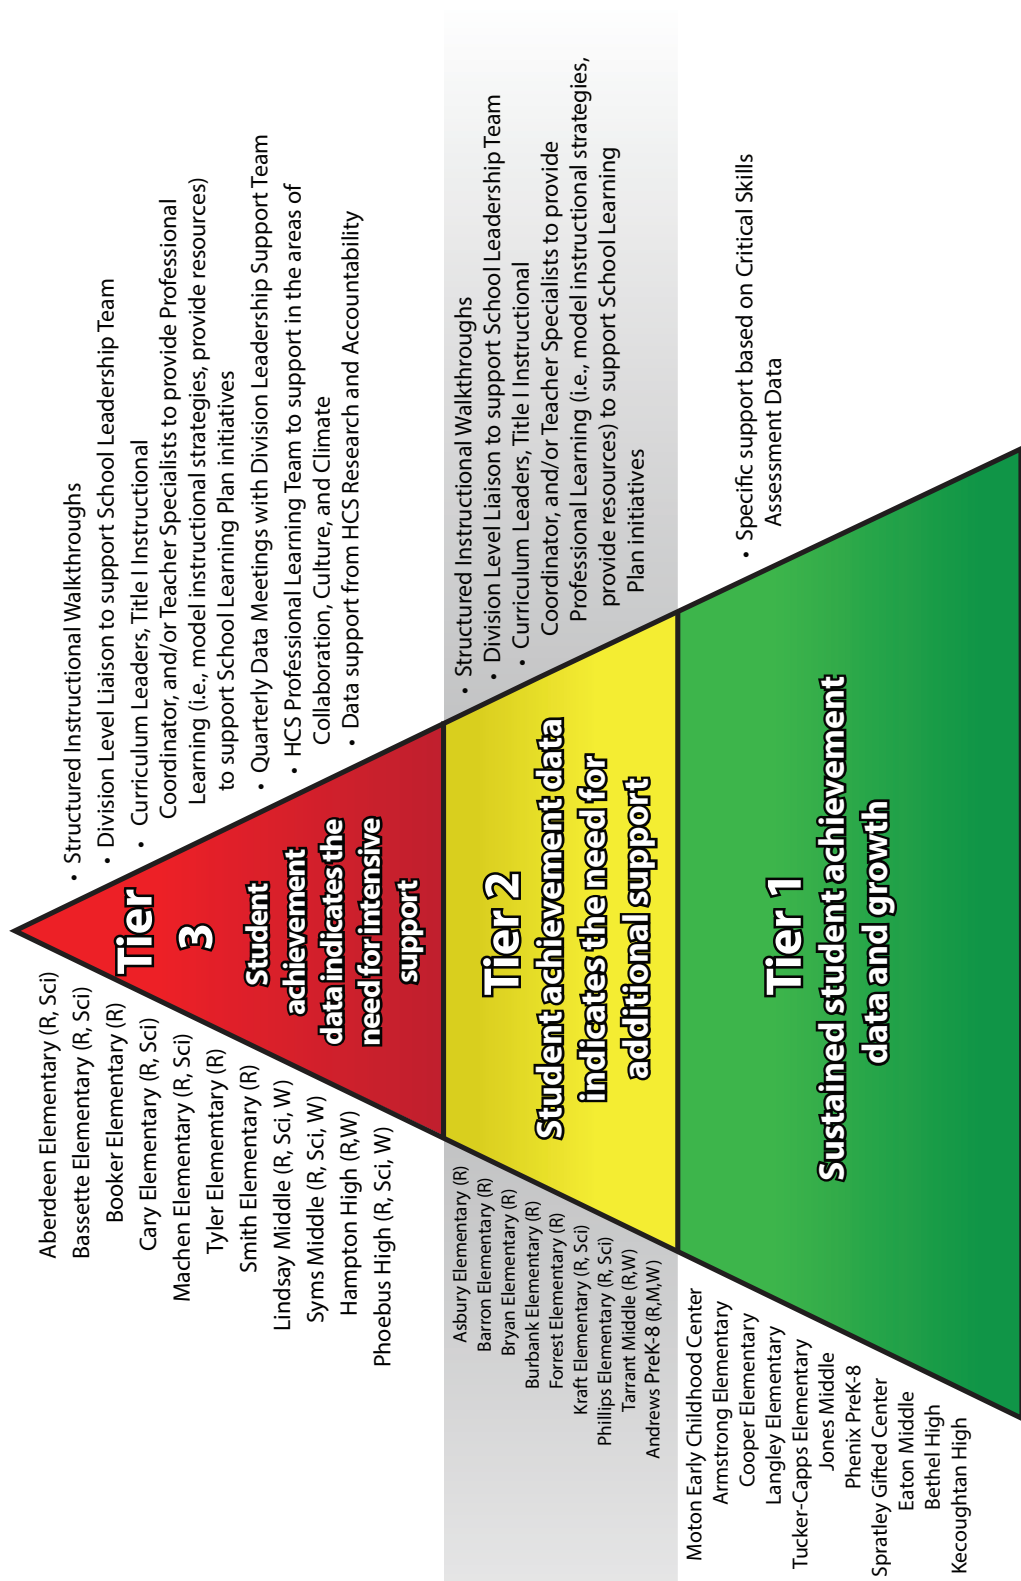 Aberdeen Elementary (R, Sci)
Bassette Elementary (R, Sci)
Booker Elementary (R)
Cary Elementary (R, Sci)
Machen Elementary (R, Sci)
Tyler Elememtary (R)
Smith Elementary (R)
Lindsay Middle (R, Sci, W)
Syms Middle (R, Sci, W)
Hampton High (R,W)
Phoebus High (R, Sci, W)
Tier
3
Student
achievement
data indicates the
need for intensive
support
• Structured Instructional Walkthroughs
• Division Level Liaison to support School Leadership Team
• Curriculum Leaders, Title I Instructional
Coordinator, and/or Teacher Specialists to provide Professional
Learning (i.e., model instructional strategies, provide resources)
to support School Learning Plan initiatives
• Quarterly Data Meetings with Division Leadership Support Team
• HCS Professional Learning Team to support in the areas of
Collaboration, Culture, and Climate
• Data support from HCS Research and Accountability
Asbury Elementary (R)
Barron Elementary (R)
Bryan Elementary (R)
Burbank Elementary (R)
Forrest Elementary (R)
Kraft Elementary (R, Sci)
Phillips Elementary (R, Sci)
Tarrant Middle (R,W)
Andrews PreK-8 (R,M,W)
Tier 2
Student achievement data
indicates the need for
additional support
• Structured Instructional Walkthroughs
• Division Level Liaison to support School Leadership Team
• Curriculum Leaders, Title I Instructional
Coordinator, and/or Teacher Specialists to provide
Professional Learning (i.e., model instructional strategies,
provide resources) to support School Learning
Plan initiatives
Moton Early Childhood Center
Armstrong Elementary
Cooper Elementary
Langley Elementary
Tucker-Capps Elementary
Jones Middle
Phenix PreK-8
Spratley Gifted Center
Eaton Middle
Bethel High
Kecoughtan High
Tier 1
Sustained student achievement
data and growth
• Specific support based on Critical Skills
Assessment Data